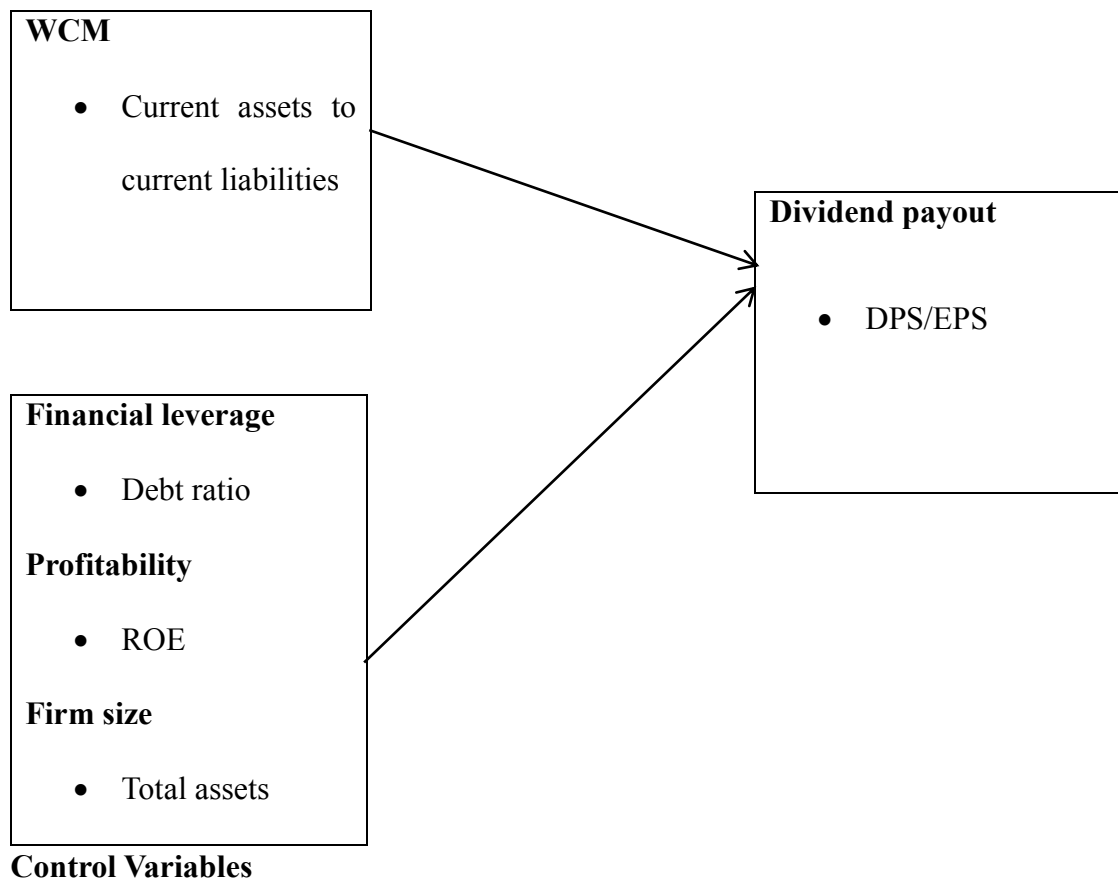 WCM
• Current assets to
current liabilities
Dividend payout
• DPS/EPS
Financial leverage
• Debt ratio
Profitability
• ROE
Firm size
• Total assets
Control Variables